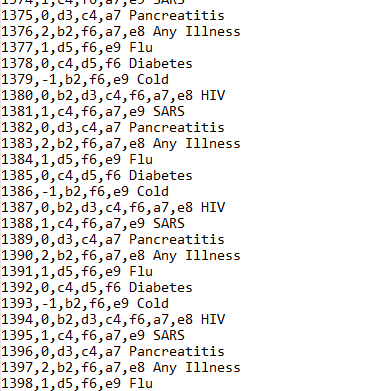 1374,1,c4,f6,a7,e9 SARS
1375,0,d3,c4,a7 Pancreatitis
1376,2,b2,f6,a7,e8 Any Illness
1377,1,d5,f6,e9 Flu
1378,0,c4,d5,f6 Diabetes
1379,-1,b2,f6,e9 Cold
1380,0,b2,d3,c4,f6,a7,e8 HIV
1381,1,c4,f6,a7,e9 SARS
1382,0,d3,c4,a7 Pancreatitis
1383,2,b2,f6,a7,e8 Any Illness
1384,1,d5,f6,e9 Flu
1385,0,c4,d5,f6 Diabetes
1386,-1,b2,f6,e9 Cold
1387,0,b2,d3,c4,f6,a7,e8 HIV
1388,1,c4,f6,a7,e9 SARS
1389,0,d3,c4,a7 Pancreatitis
1390,2,b2,f6,a7,e8 Any Illness
1391,1,d5,f6,e9 Flu
1392,0,c4,d5,f6 Diabetes
1393,-1,b2,f6,e9 Cold
1394,0,b2,d3,c4,f6,a7,e8 HIV
1395,1,c4,f6,a7,e9 SARS
1396,0,d3,c4,a7 Pancreatitis
1397,2,b2,f6,a7,e8 Any Illness
1398,1,d5,f6,e9 Flu